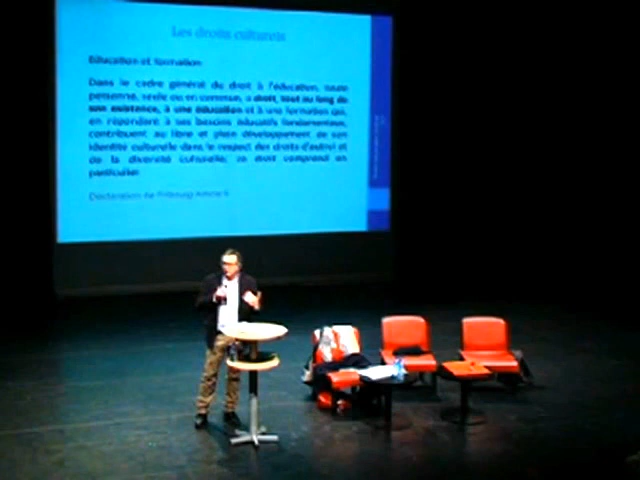 Les droits culturels
Education et formation
Dans le cadre général du droit à l'éducation, toute
personne, seule ou en commun, a droit, tout au long de
son existence, à une éducation et à une formation qui,
en répondant à ses besoins éducatifs fondamentaux,
contribuent au libre et plein développement de son
identité culturelle dans le respect des droits d'autrui et
de la diversité culturelle; ce droit comprend en
particulier
Déclaration de Fribourg Article 6